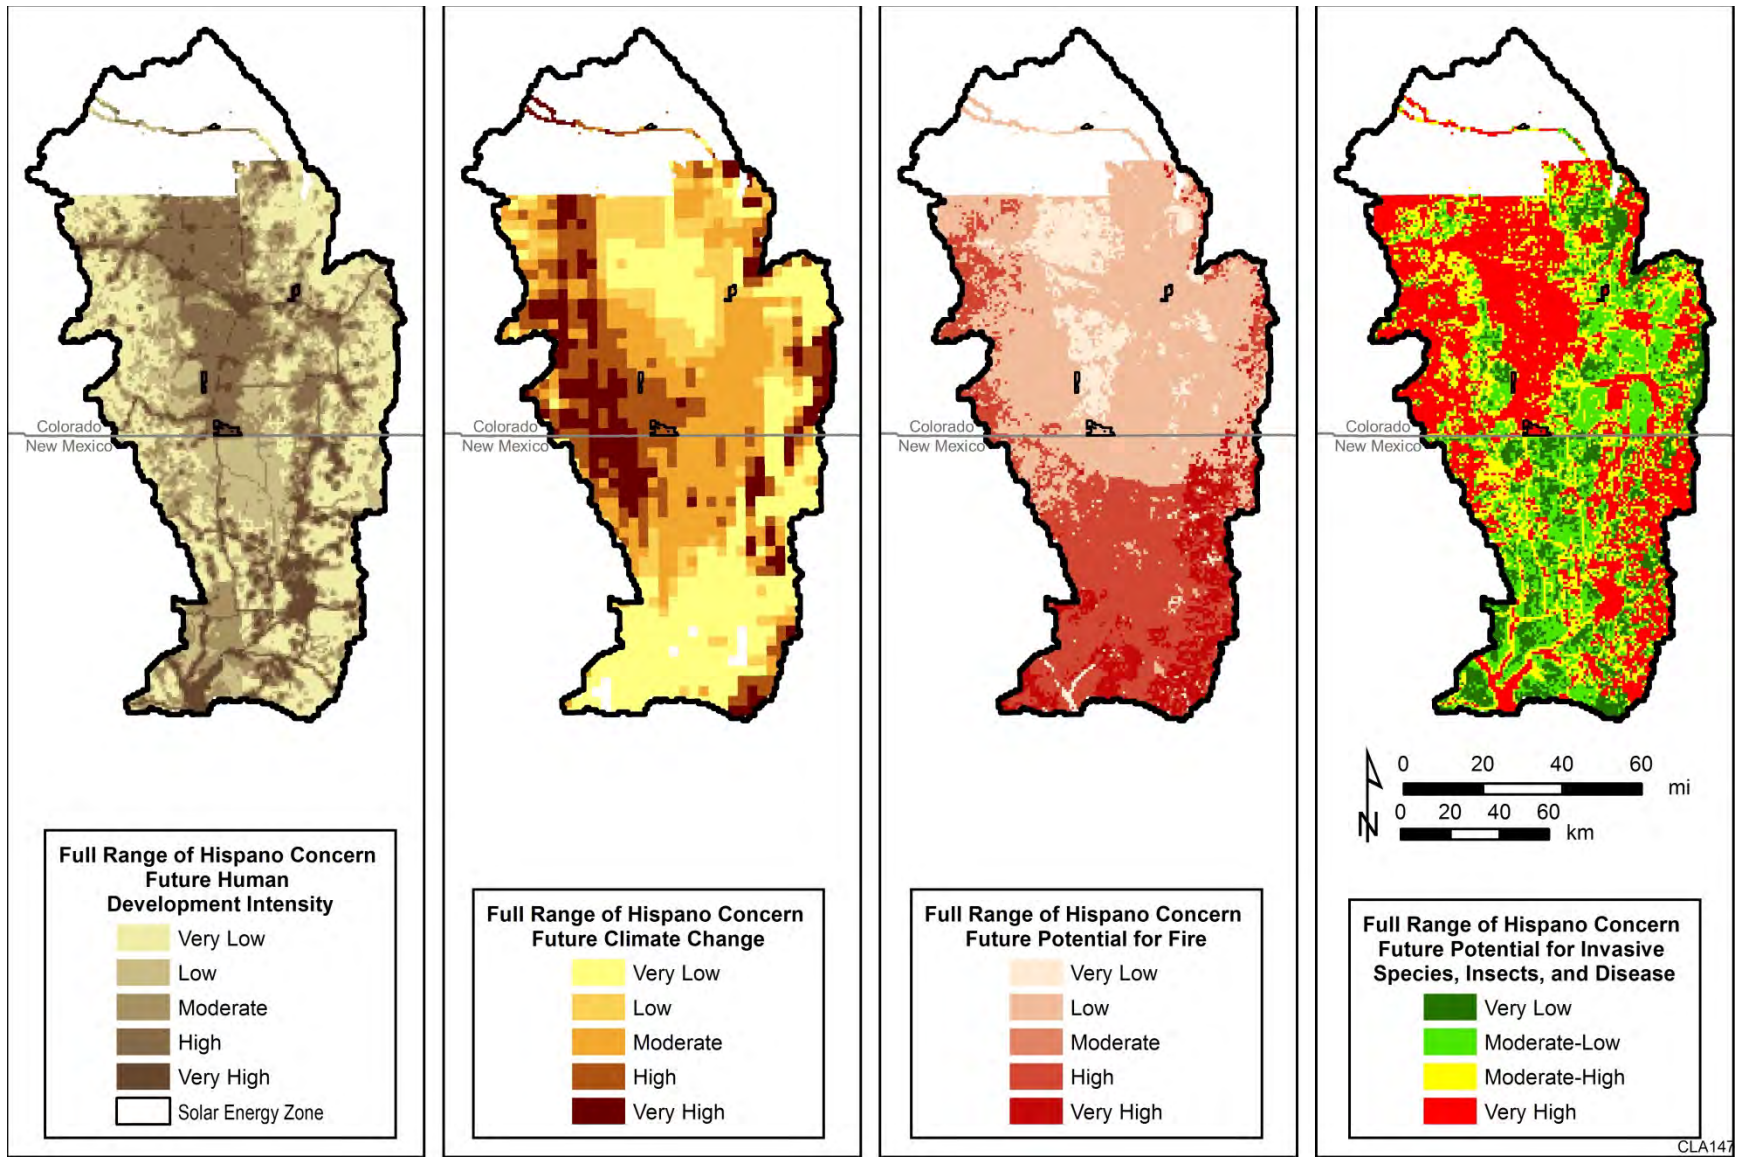 Colorado
New Mexico
Full Range of Hispano Concern
Future Human
Development Intensity
Very Low
Low
Moderate
High
Very High
Solar Energy Zone
Colorado
New Mexico
Full Range of Hispano Concern
Future Climate Change
Very Low
Low
Moderate
High
Very High
Colorado
New Mexico
Full Range of Hispano Concern
Future Potential for Fire
Very Low
Low
Moderate
High
Very High
Colorado
New Mexico
0 20 40 60
mi
N
0 20 40 60
km
Full Range of Hispano Concern
Future Potential for Invasive
Species, Insects, and Disease
Very Low
Moderate-Low
Moderate-High
Very High
CLA147